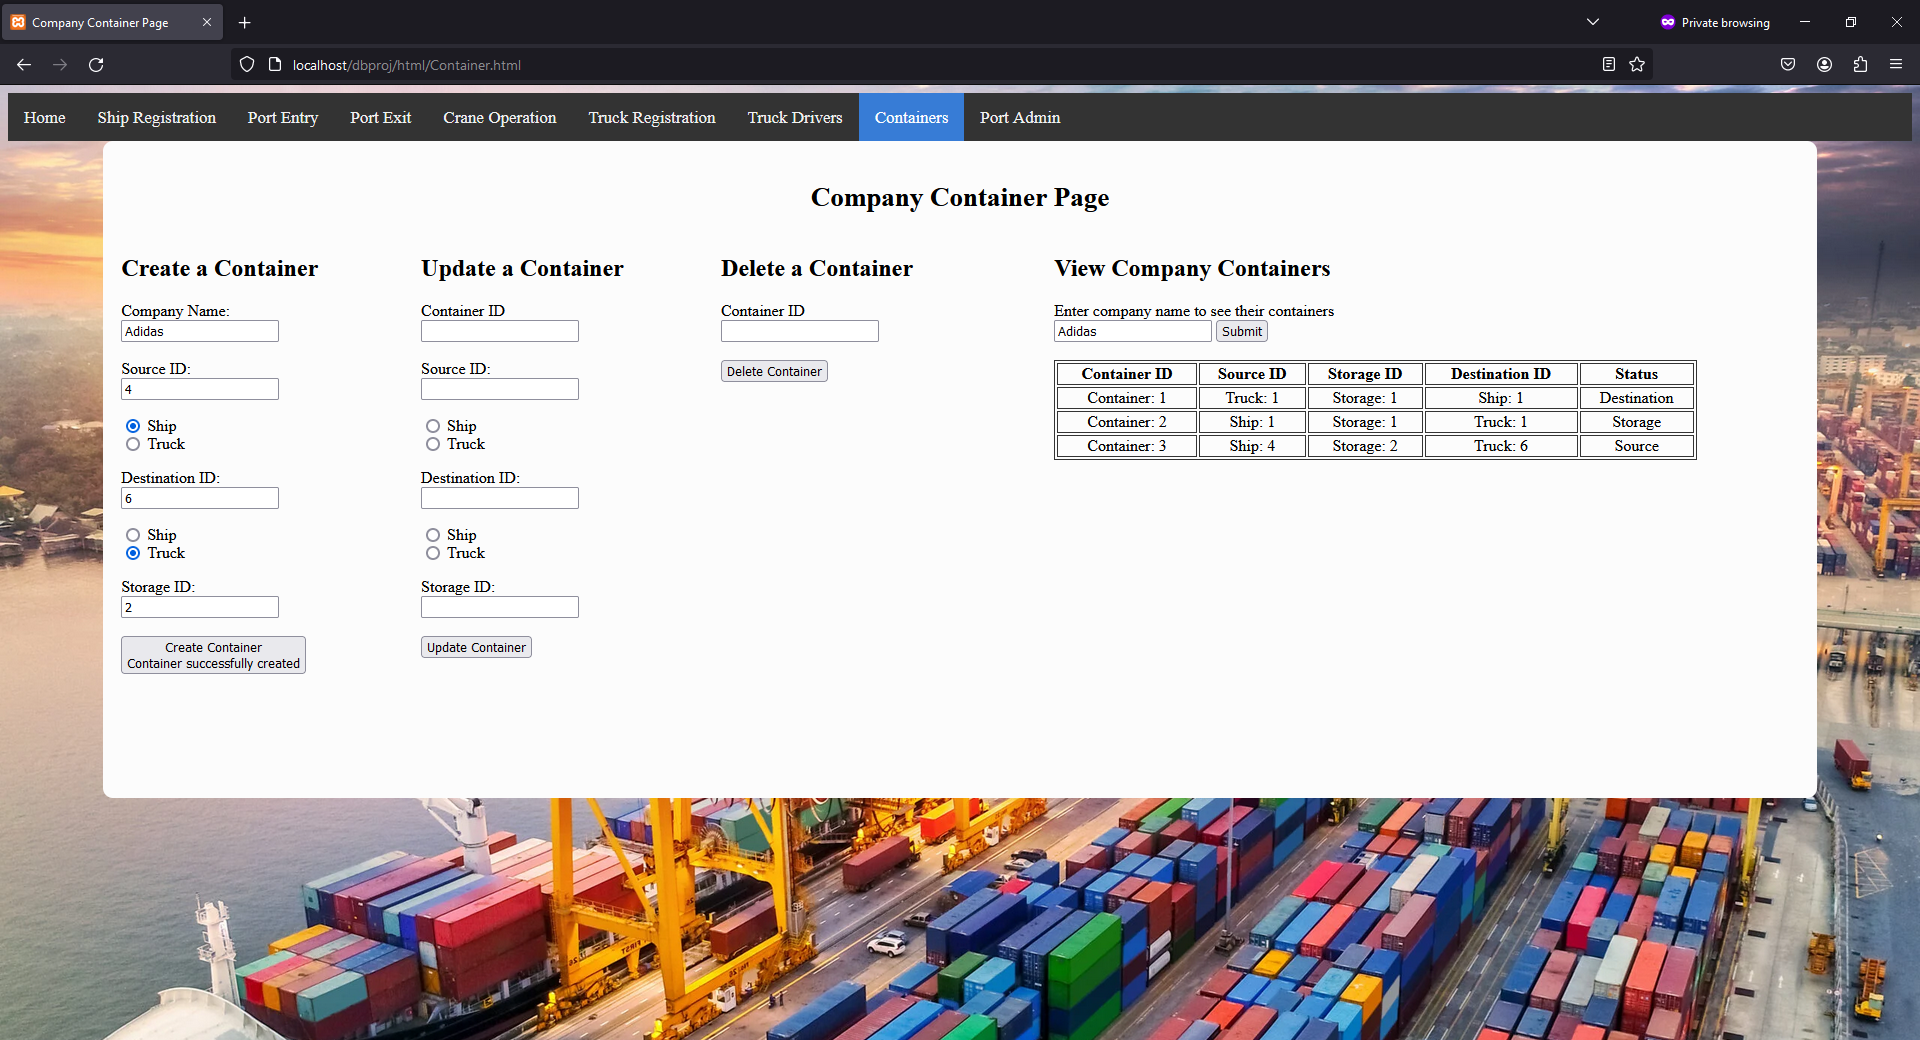 Company Container Page
Private browsing
localhost/dbproj/html/Container.html
Home Ship Registration Port Entry Port Exit Crane Operation Truck Registration Truck Drivers Containers Port Admin
Company Container Page
Create a Container
Company Name:
Adidas
Source ID:
4
Ship
Truck
Destination ID:
6
Ship
Truck
Storage ID:
2
Create Container
Container successfully created
Update a Container
Container ID
Source ID:
Ship
Truck
Destination ID:
Ship
Truck
Storage ID:
Update Container
Delete a Container
Container ID
Delete Container
View Company Containers
Enter company name to see their containers
Adidas Submit
Container ID Source ID Storage ID Destination ID Status
Container: 1 Truck: 1 Storage: 1 Ship: 1 Destination
Container: 2 Ship: 1 Storage: 1 Truck: 1 Storage
Container: 3 Ship: 4 Storage: 2 Truck: 6 Source